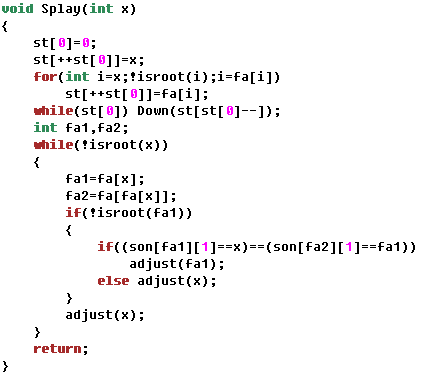 void Splay(int x)
{
    st[0]=0;
    st[++st[0]]=x;
    for(int i=x;!isroot(i);i=fa[i])
        st[++st[0]]=fa[i];
    while(st[0]) Down(st[st[0]--]);
    int fa1,fa2;
    while(!isroot(x))
    {
        fa1=fa[x];
        fa2=fa[fa[x]];
        if(!isroot(fa1))
        {
            if((son[fa1][1]==x)==(son[fa2][1]==fa1))
                adjust(fa1);
            else adjust(x);
        }
        adjust(x);
    }
    return;
}